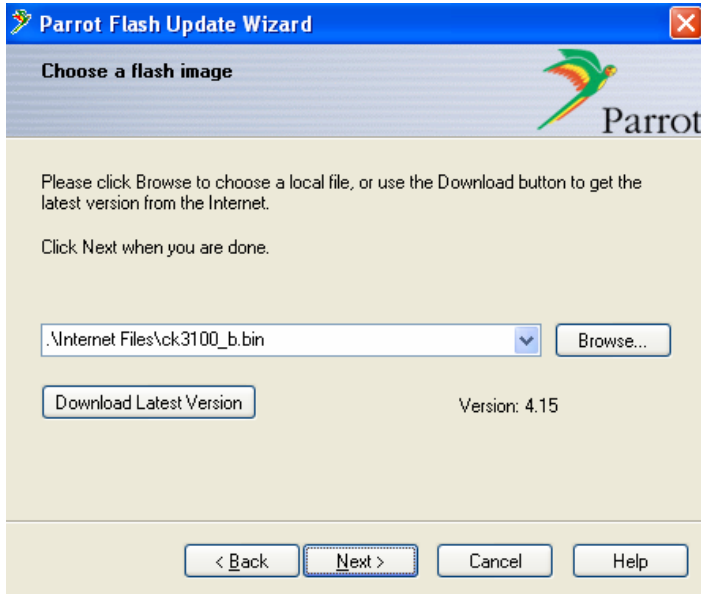 Parrot Flash Update Wizard
Choose a flash image
Parrot
Please click Browse to choose a local file, or use the Download button to get the
latest version from the Internet.
Click Next when you are done.
.\Internet Files\ck3100_b.bin
Browse...
Download Latest Version
Version: 4.15
< Back
Next >
Cancel
Help